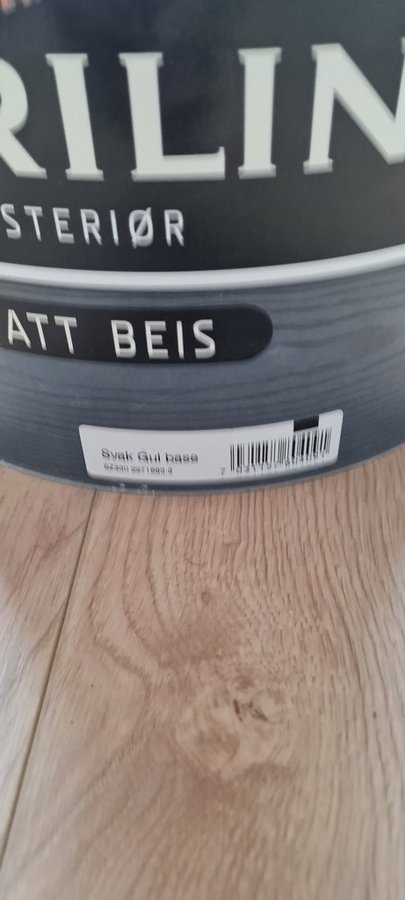 RILIN
STERIØR
ATT BEIS
Svak Gul base